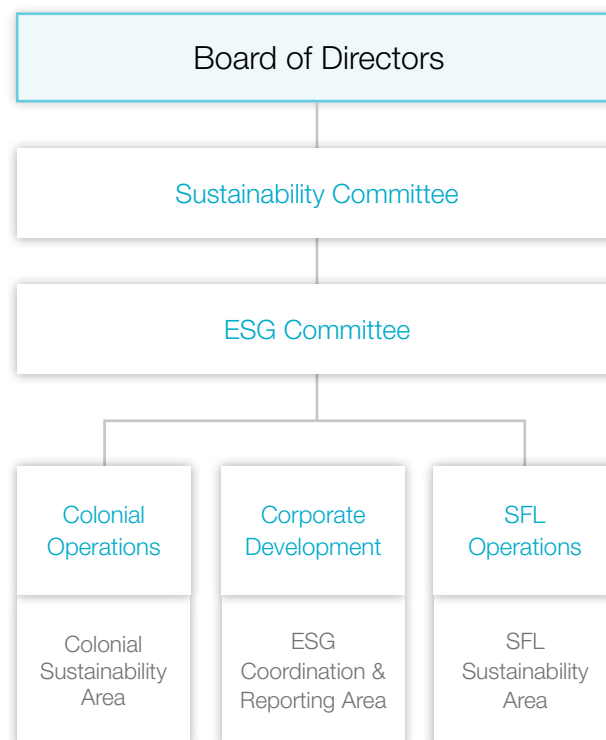 Board of Directors
Sustainability Committee
ESG Committee
Colonial
Operations
Corporate
Development
SFL
Operations
Colonial
Sustainability
Area
ESG
Coordination &
Reporting Area
SFL
Sustainability
Area